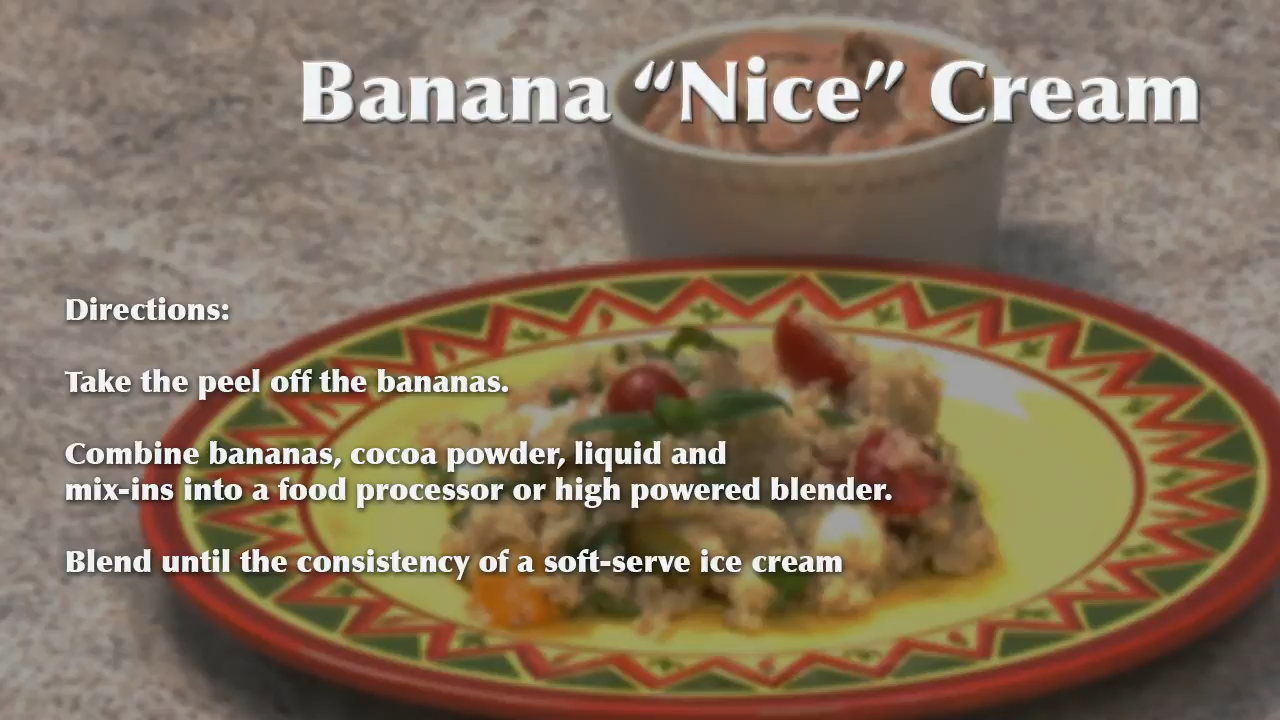 Banana “Nice” Cream
Directions:
Take the peel off the bananas.
Combine bananas, cocoa powder, liquid and
mix-ins into a food processor or high powered blender.
Blend until the consistency of a soft-serve ice cream